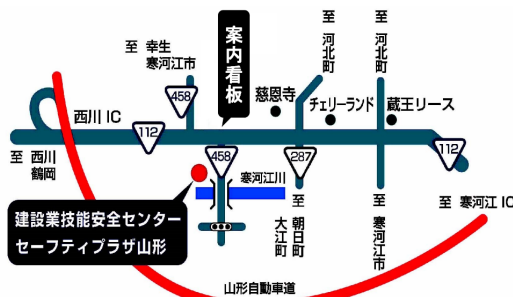 至 幸生
寒河江市
案内看板
至 河北町
至 河北町
458
慈恩寺
チェリーランド
蔵王リース
西川 IC
112
458
287
112
至 西川
鶴岡
寒河江川
建設業技能安全センター
セーフティプラザ山形
至 朝日町
大江町
至 寒河江市
至 寒河江 IC
山形自動車道